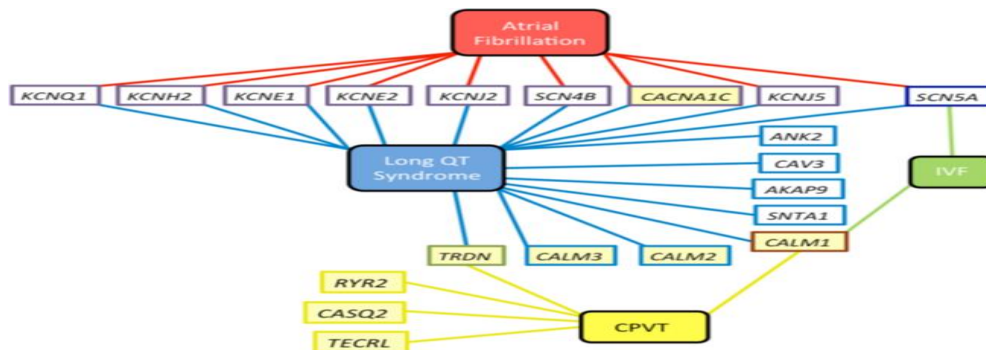 Atrial
Fibrillation
KCNQ1 KCNH2 KCNE1 KCNE2 KCNJ2 SCN4B CACNA1C KCNJ5 SCN5A
ANK2
Long QT
Syndrome
CAV3
IVF
AKAP9
SNTA1
CALM1
TRDN CALM3 CALM2
RYR2
CASQ2
CPVT
TECRL